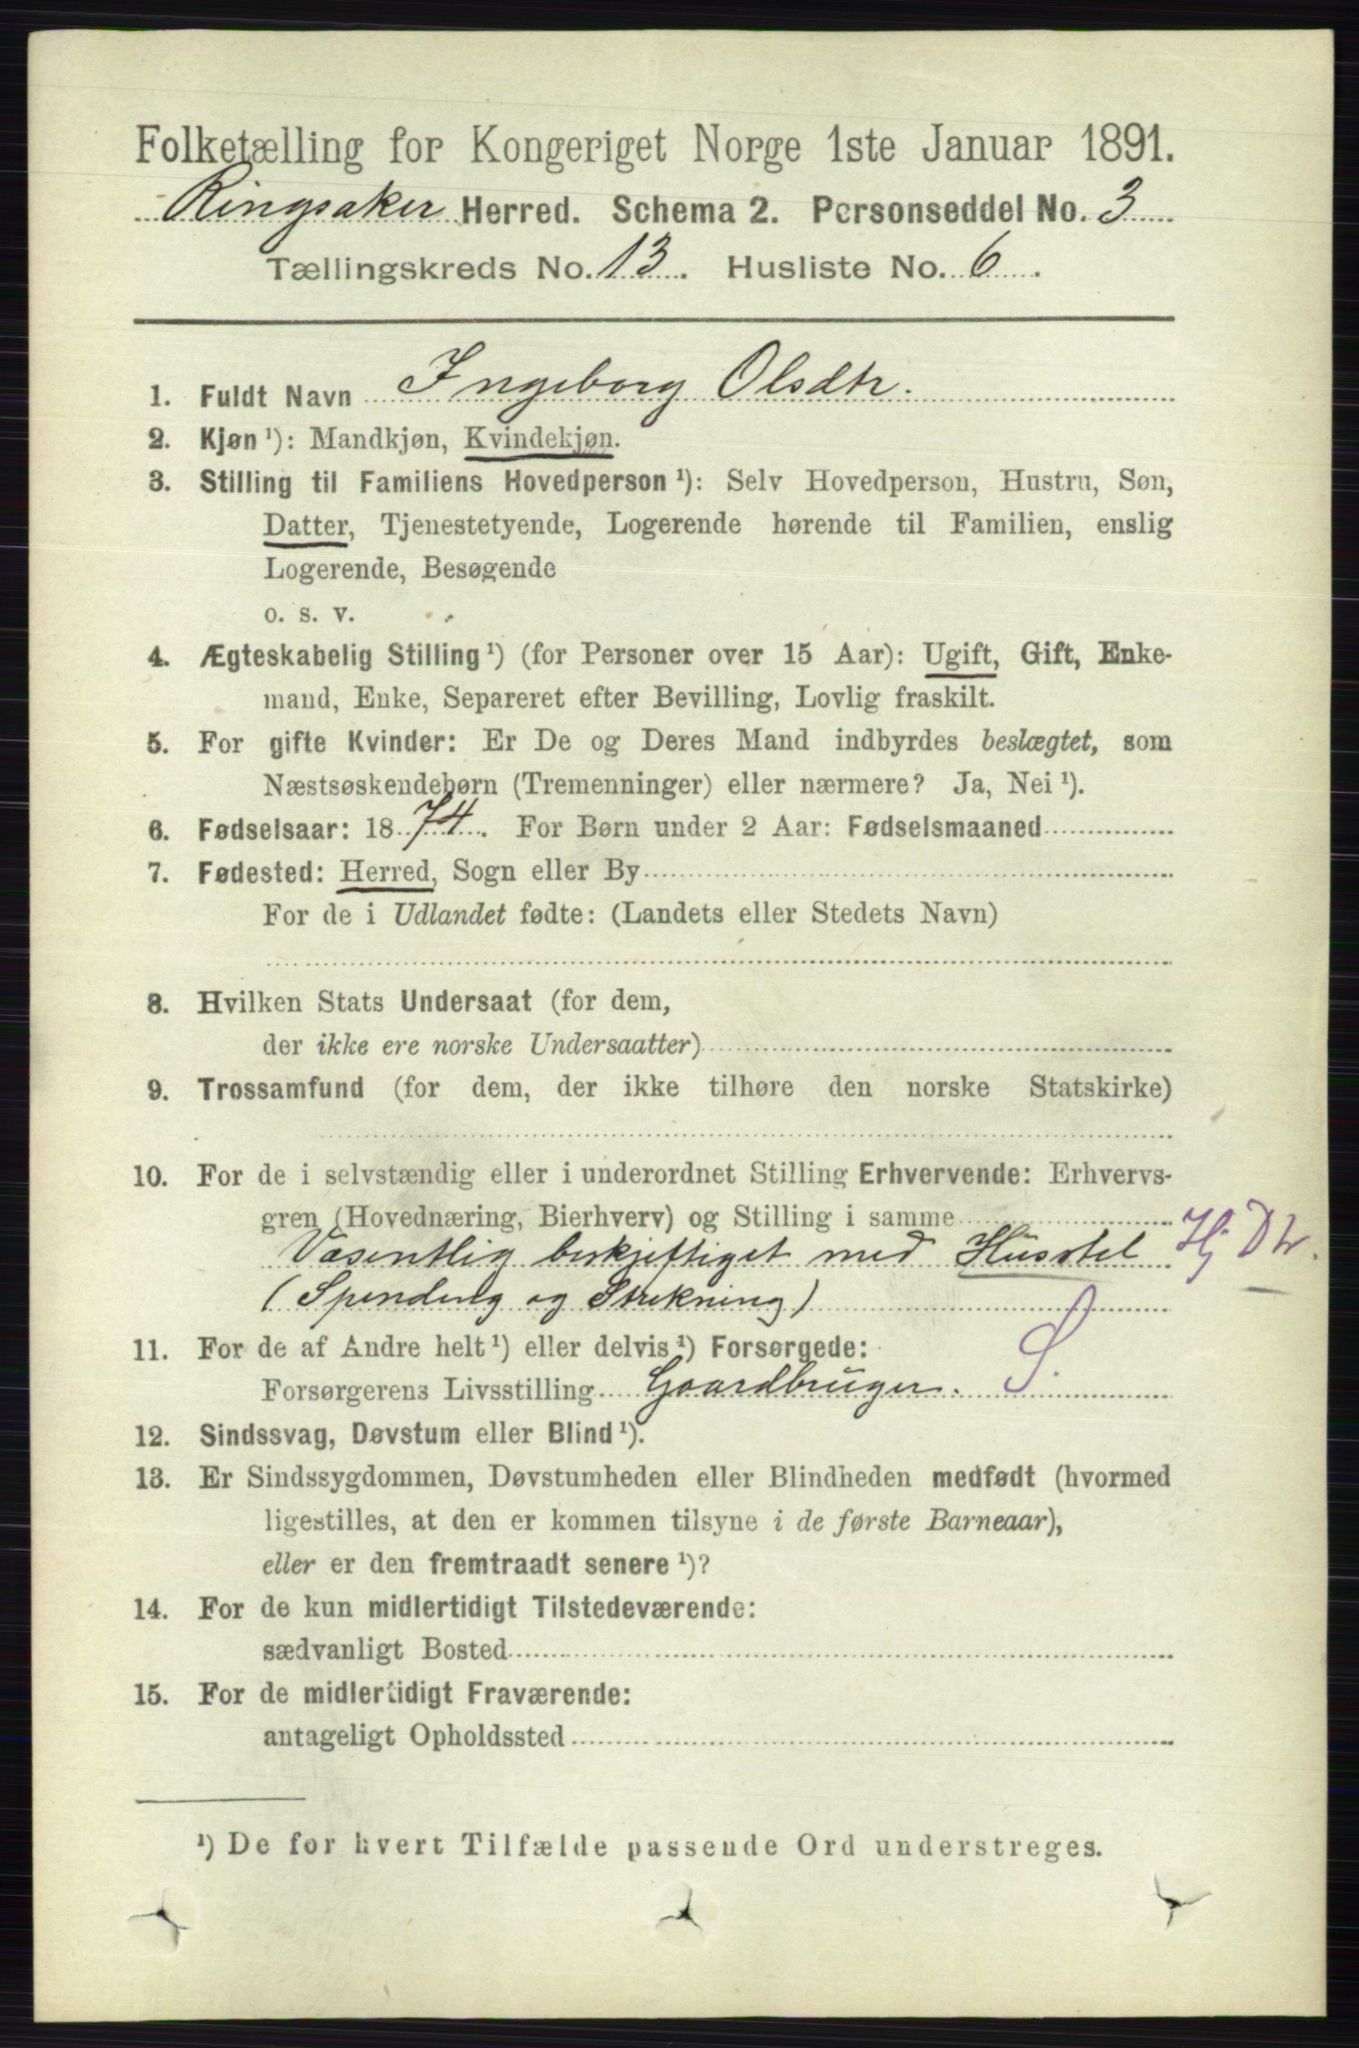 Folketælling for Kongeriget Norge 1ste Januar 1891.
Ringsaker Herred. Schema 2. Personseddel No. 3
Tællingskreds No. 13. Husliste No. 6.
1. Fuldt Navn Ingeborg Olsdtr.
2. Kjøn ¹): Mandkjøn, Kvindekjøn.
3. Stilling til Familiens Hovedperson ¹): Selv Hovedperson, Hustru, Søn,
Datter, Tjenestetyende, Logerende hørende til Familien, enslig
Logerende, Besøgende
o. s. v.
4. Ægteskabelig Stilling ¹) (for Personer over 15 Aar): Ugift, Gift, Enke-
mand, Enke, Separeret efter Bevilling, Lovlig fraskilt.
5. For gifte Kvinder: Er De og Deres Mand indbyrdes beslægtet, som
Næstsøskendebørn (Tremenninger) eller nærmere? Ja, Nei ¹).
6. Fødselsaar: 1874. For Børn under 2 Aar: Fødselsmaaned
7. Fødested: Herred, Sogn eller By
For de i Udlandet fødte: (Landets eller Stedets Navn)
8. Hvilken Stats Undersaat (for dem,
der ikke ere norske Undersaatter)
9. Trossamfund (for dem, der ikke tilhøre den norske Statskirke)
10. For de i selvstændig eller i underordnet Stilling Erhvervende: Erhvervs-
gren (Hovednæring, Bierhverv) og Stilling i samme
Væsentlig beskjeftiget med Husstel Hj Dtr.
(Spinding og Strikning)
11. For de af Andre helt ¹) eller delvis ¹) Forsørgede:
Forsørgerens Livsstilling Gaardbruger. S.
12. Sindssvag, Døvstum eller Blind ¹).
13. Er Sindssygdommen, Døvstumheden eller Blindheden medfødt (hvormed
ligestilles, at den er kommen tilsyne i de første Barneaar),
eller er den fremtraadt senere ¹)?
14. For de kun midlertidigt Tilstedeværende:
sædvanligt Bosted
15. For de midlertidigt Fraværende:
antageligt Opholdssted
¹) De for hvert Tilfælde passende Ord understreges.